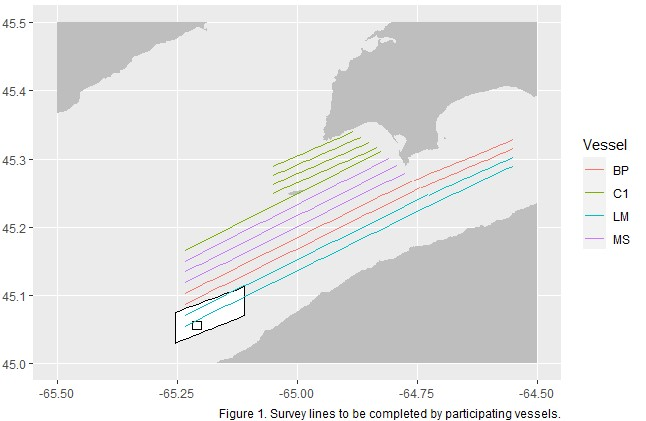 45.5
45.4
45.3
45.2
45.1
45.0
-65.50
-65.25
-65.00
-64.75
-64.50
Vessel
BP
C1
LM
MS
Figure 1. Survey lines to be completed by participating vessels.